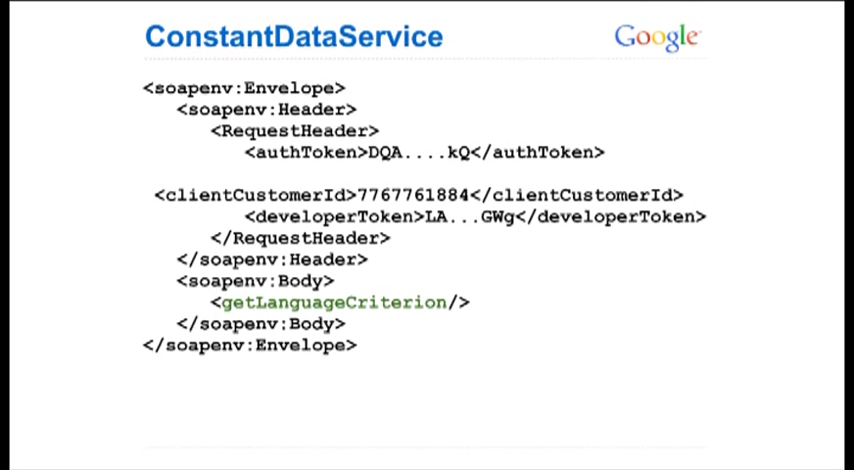 ConstantDataService
Google
<soapenv:Envelope>
<soapenv:Header>
<RequestHeader>
<authToken>DQA....kQ</authToken>
<clientCustomerId>7767761884</clientCustomerId>
<developerToken>LA...GWg</developerToken>
</RequestHeader>
</soapenv:Header>
<soapenv:Body>
<getLanguageCriterion/>
</soapenv:Body>
</soapenv:Envelope>